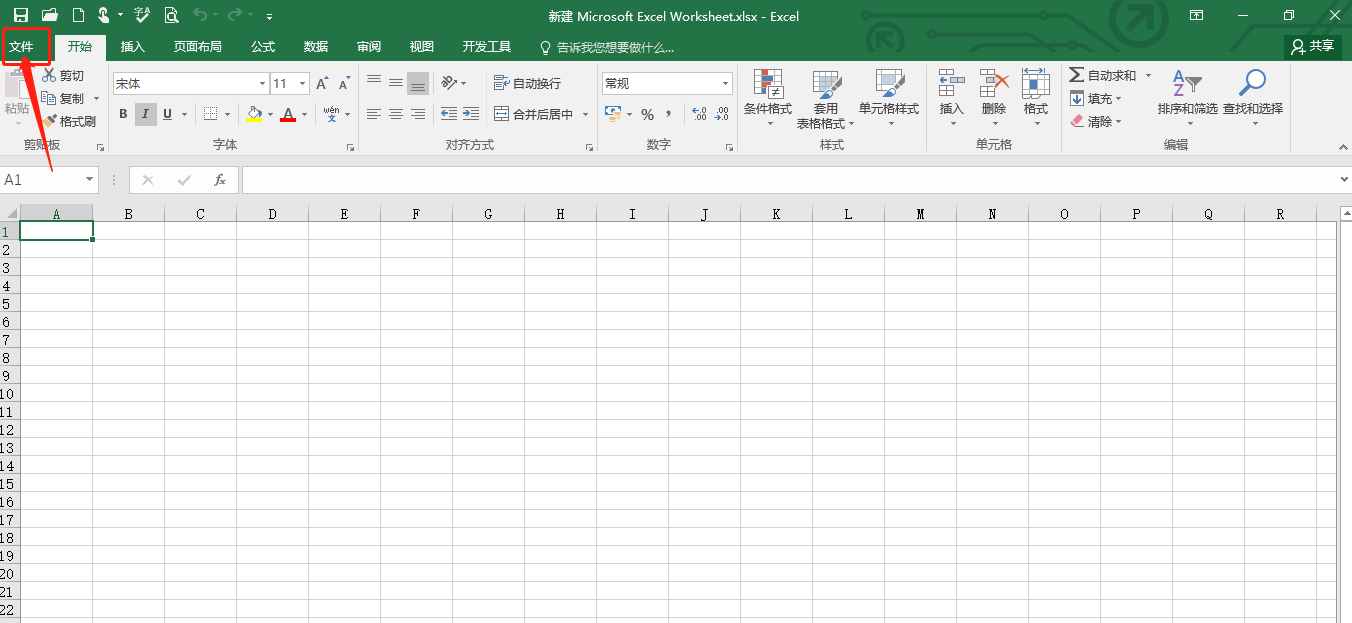 新建 Microsoft Excel Worksheet.xlsx - Excel
文件 开始 插入 页面布局 公式 数据 审阅 视图 开发工具 告诉我您想要做什么... 共享
粘贴 剪切 复制 格式刷
剪贴板
宋体 11 A A
B I U A wén 文
字体
自动换行
合并后居中
对齐方式
常规
% , .00 .0
数字
条件格式 套用 表格格式 单元格样式
样式
插入 删除 格式
单元格
自动求和
填充
清除
排序和筛选 查找和选择
编辑
A1 fx
A B C D E F G H I J K L M N O P Q R
1
2
3
4
5
6
7
8
9
10
11
12
13
14
15
16
17
18
19
20
21
22